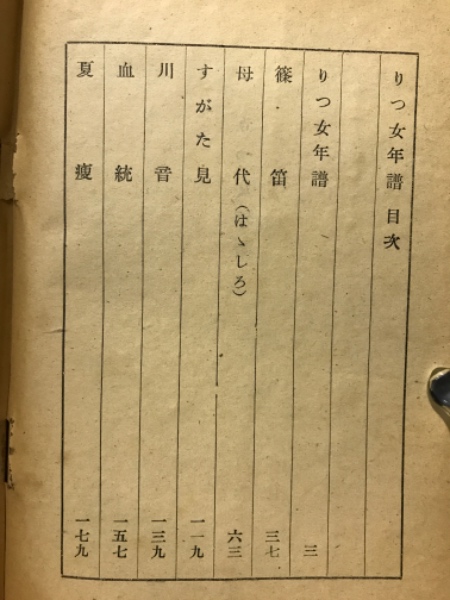 りつ女年譜 目次
りつ女年譜 三
篠笛 三七
母代(はゝしろ) 六三
すがた見 一一九
川音 一三九
血統 一五七
夏痩 一七九